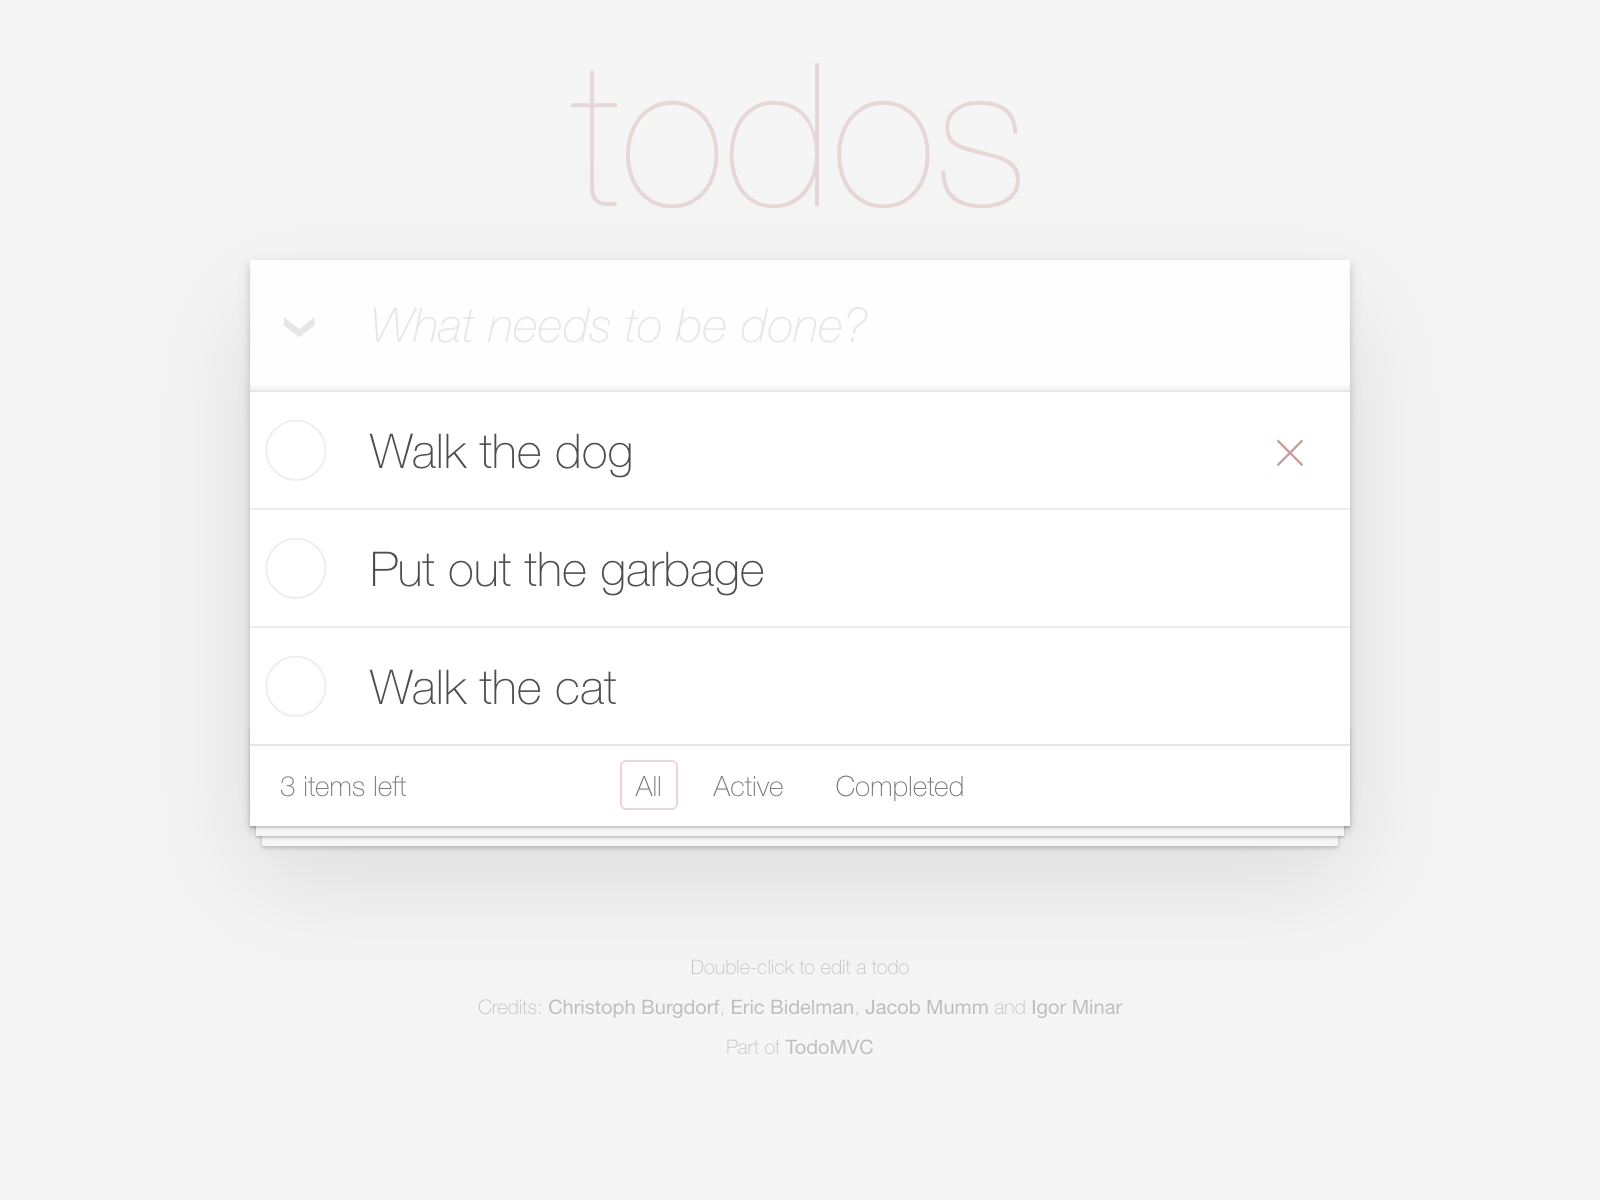 todos
What needs to be done?
Walk the dog
Put out the garbage
Walk the cat
3 items left All Active Completed
Double-click to edit a todo
Credits: Christoph Burgdorf, Eric Bidelman, Jacob Mumm and Igor Minar
Part of TodoMVC